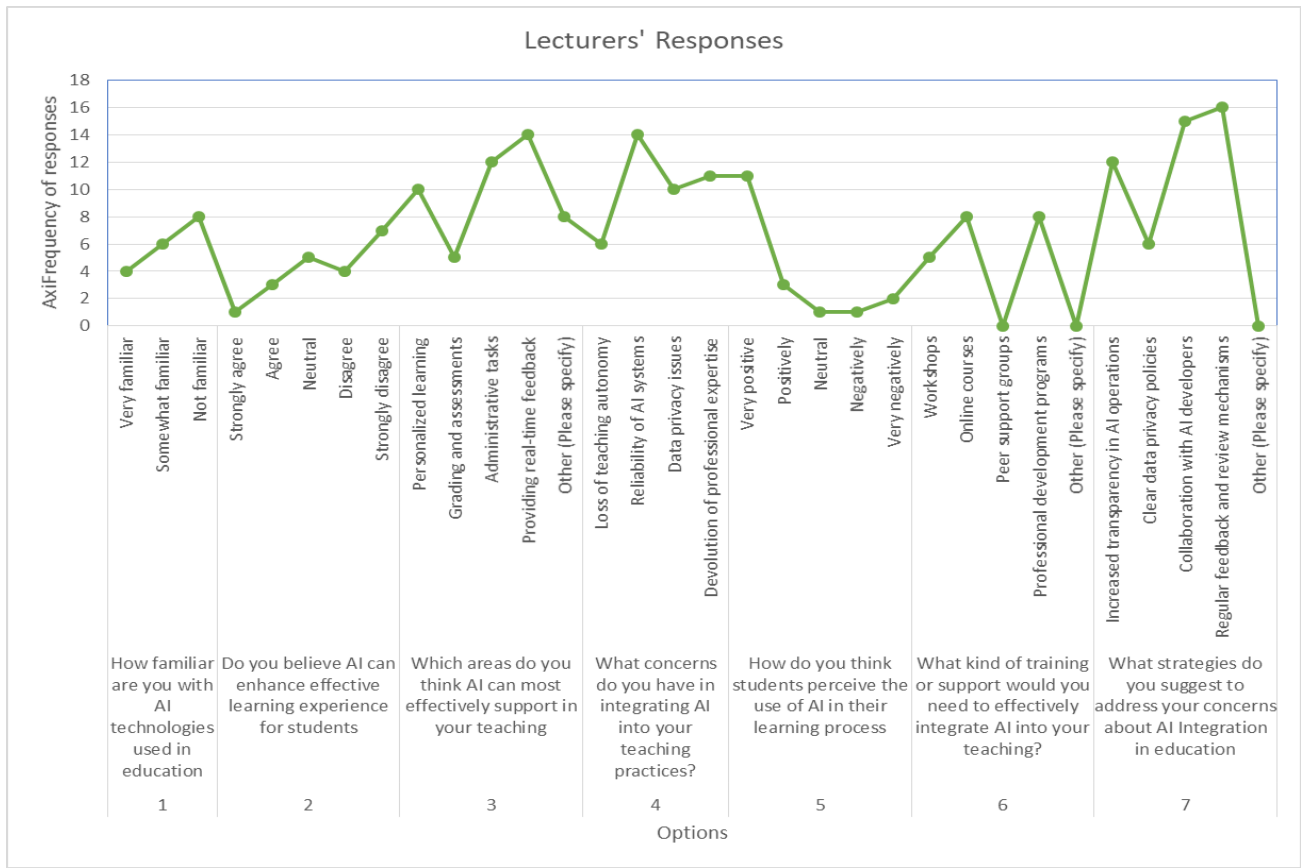 Lecturers' Responses
AxiFrequency of responses
18
16
14
12
10
8
6
4
2
0
Very familiar
Somewhat familiar
Not familiar
Strongly agree
Agree
Neutral
Disagree
Strongly disagree
Personalized learning
Grading and assessments
Administrative tasks
Providing real-time feedback
Other (Please specify)
Loss of teaching autonomy
Reliability of AI systems
Data privacy issues
Devolution of professional expertise
Very positive
Positively
Neutral
Negatively
Very negatively
Workshops
Online courses
Peer support groups
Professional development programs
Other (Please specify)
Increased transparency in AI operations
Clear data privacy policies
Collaboration with AI developers
Regular feedback and review mechanisms
Other (Please specify)
How familiar
are you with
AI
technologies
used in
education
Do you believe AI can
enhance effective
learning experience
for students
Which areas do you
think AI can most
effectively support in
your teaching
What concerns
do you have in
integrating AI
into your
teaching
practices?
How do you think
students perceive the
use of AI in their
learning process
What kind of training
or support would you
need to effectively
integrate AI into your
teaching?
What strategies do
you suggest to
address your concerns
about AI Integration in
education
1
2
3
4
5
6
7
Options